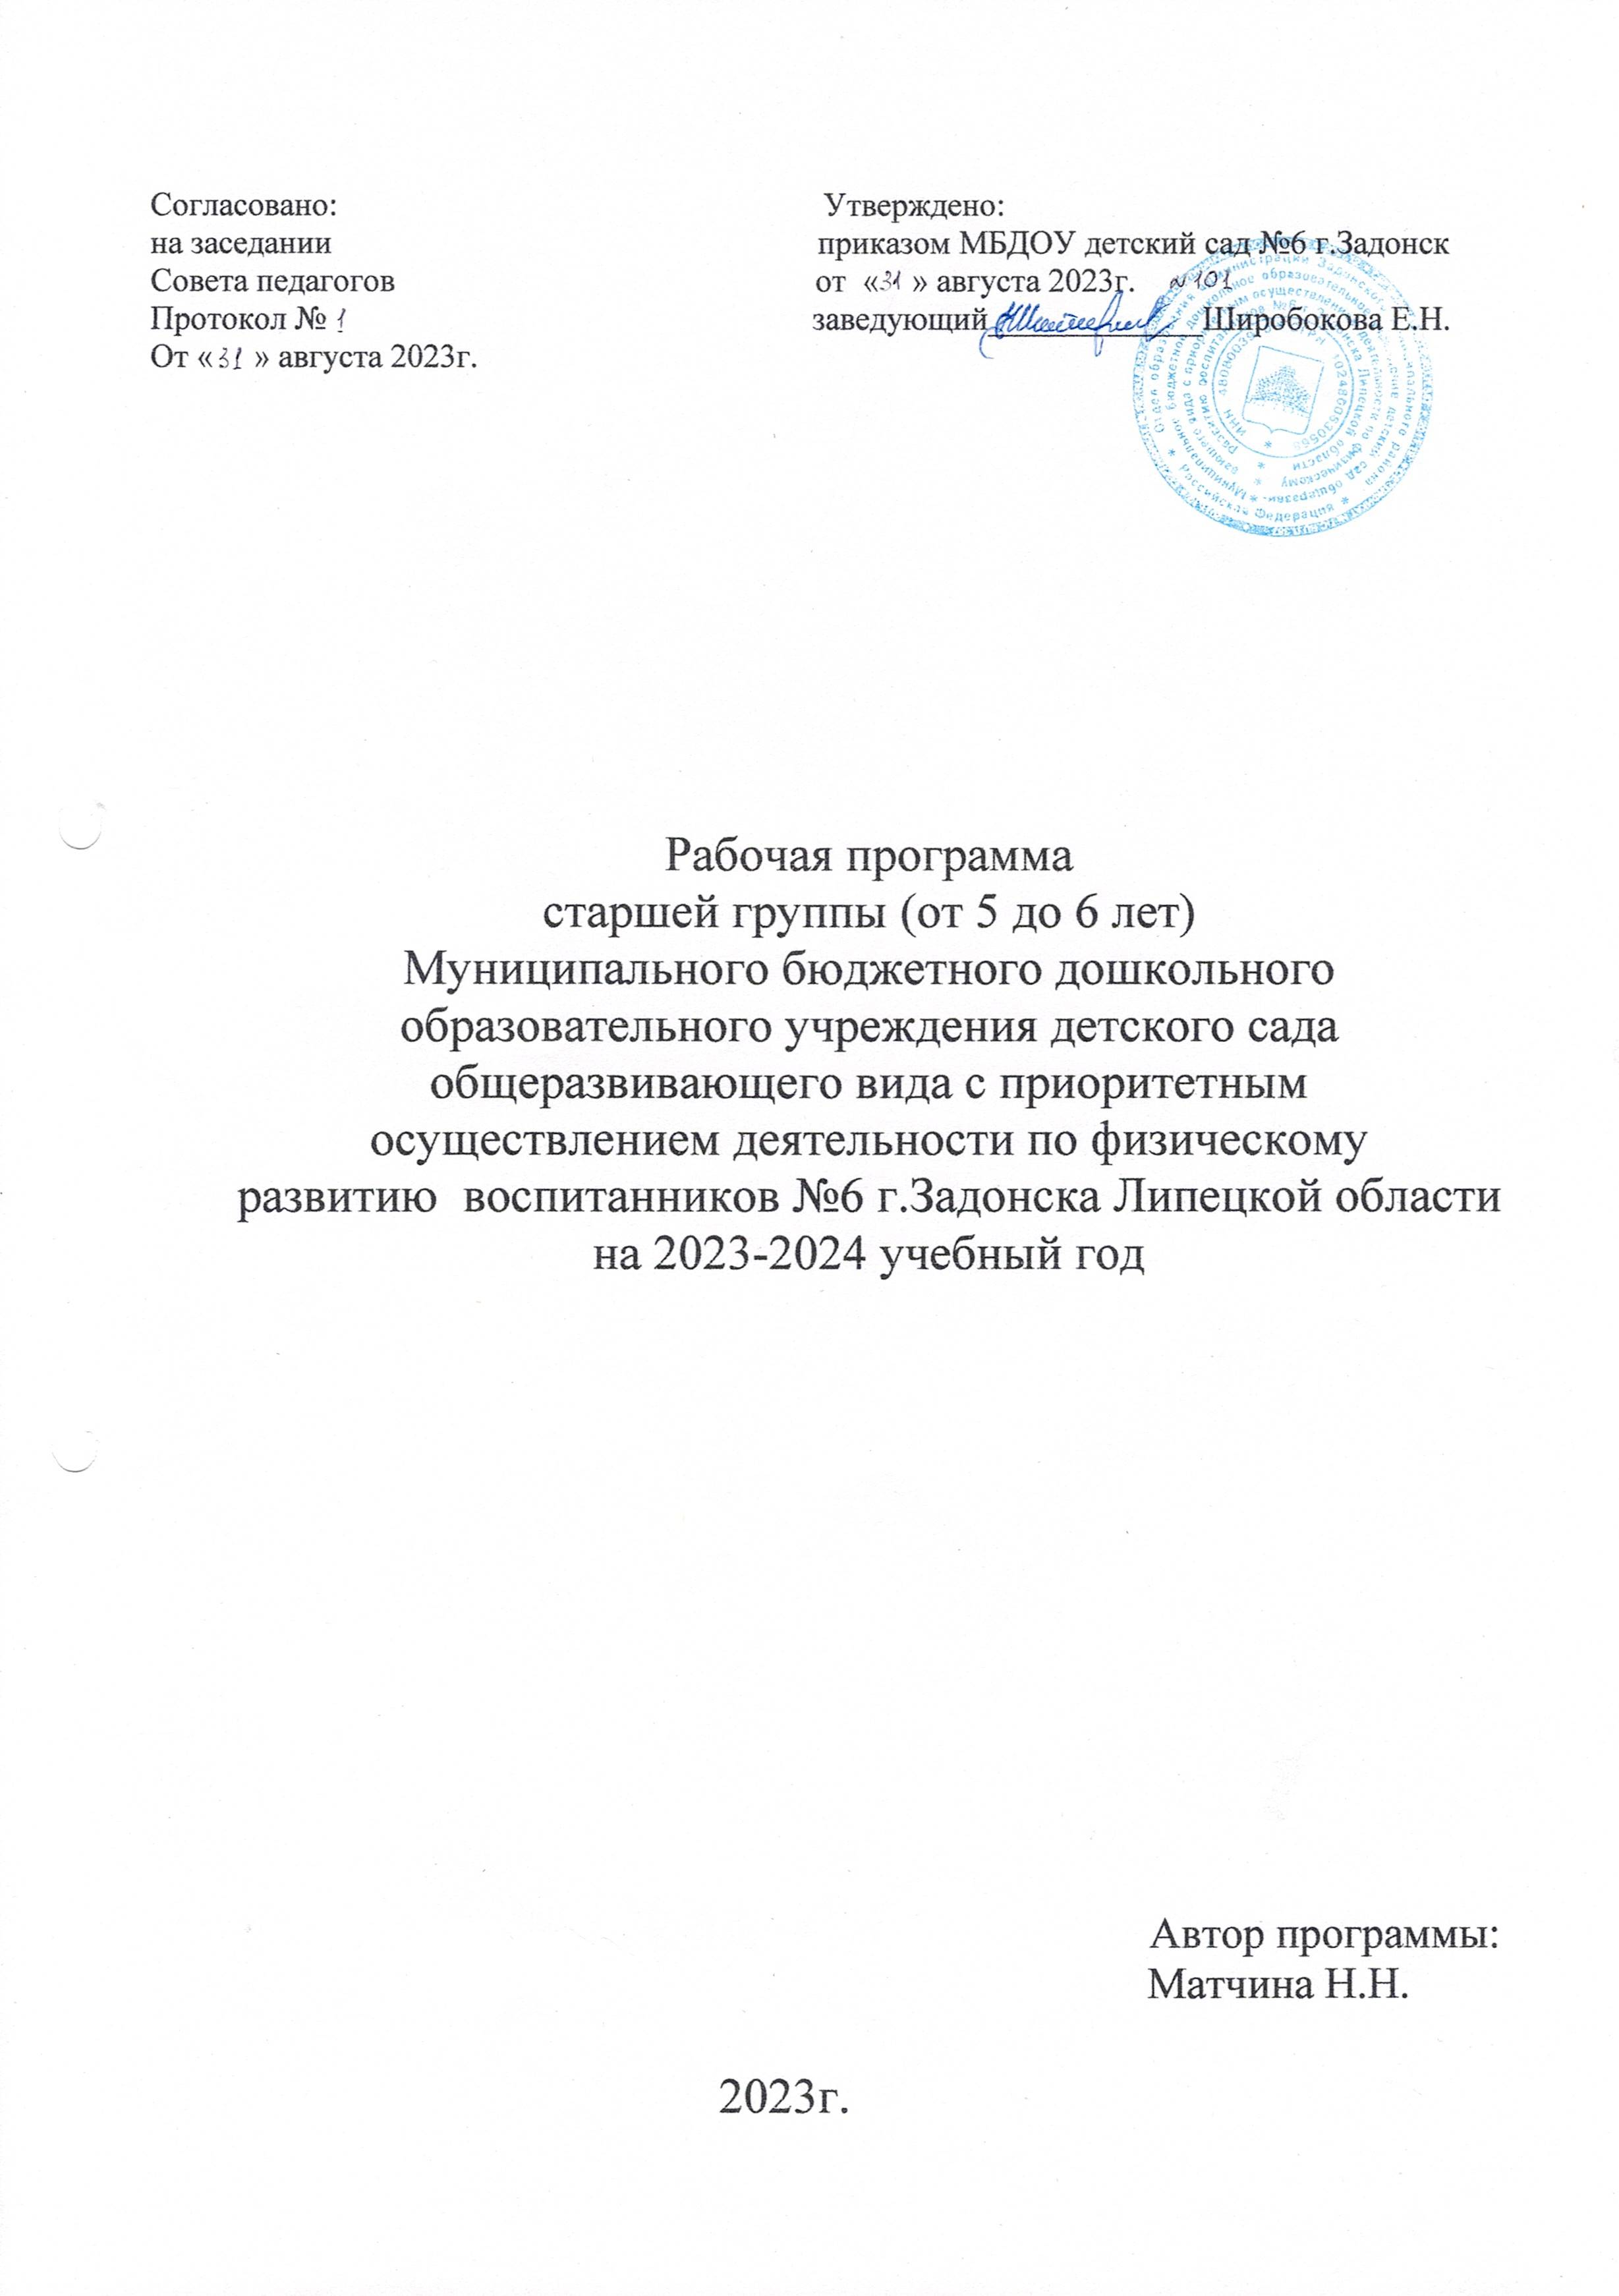 Согласовано:
на заседании
Совета педагогов
Протокол № 1
От «31 » августа 2023г.
Утверждено:
приказом МБДОУ детский сад №6 г.Задонск
от «31 » августа 2023г. №101
заведующий Широбокова Е.Н.
Российская Федерация
Рабочая программа
старшей группы (от 5 до 6 лет)
Муниципального бюджетного дошкольного
образовательного учреждения детского сада
общеразвивающего вида с приоритетным
осуществлением деятельности по физическому
развитию воспитанников №6 г.Задонска Липецкой области
на 2023-2024 учебный год
Автор программы:
Матчина Н.Н.
2023г.